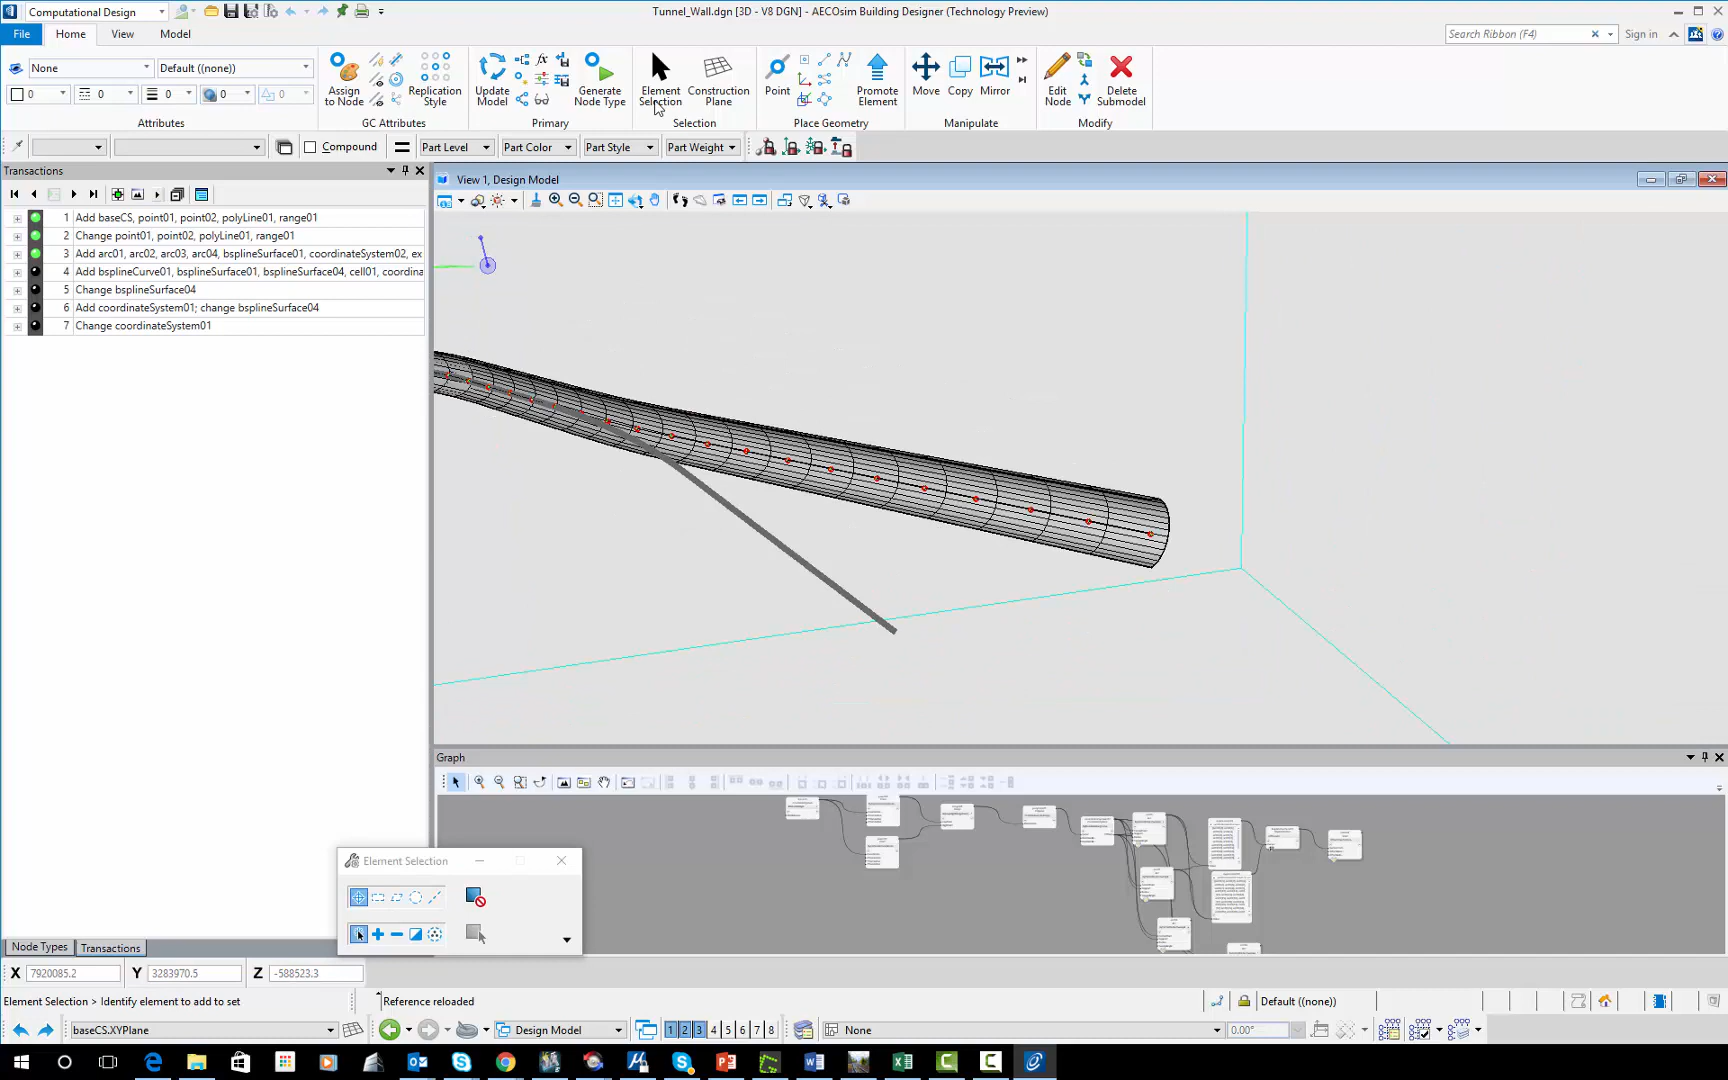 Computational Design
Tunnel_Wall.dgn [3D - V8 DGN] - AECOsim Building Designer (Technology Preview)
File Home View Model
Search Ribbon (F4) Sign in
None Default ((none))
0 0 0 0 0
Assign to Node
Replication Style
Update Model
Generate Node Type
Element Selection
Construction Plane
Point
Promote Element
Move Copy Mirror
Edit Node
Delete Submodel
Attributes GC Attributes Primary Selection Place Geometry Manipulate Modify
Compound Part Level Part Color Part Style Part Weight
Transactions
View 1, Design Model
1 Add baseCS, point01, point02, polyLine01, range01
2 Change point01, point02, polyLine01, range01
3 Add arc01, arc02, arc03, arc04, bsplineSurface01, coordinateSystem02, ex
4 Add bsplineCurve01, bsplineSurface01, bsplineSurface04, cell01, coordina
5 Change bsplineSurface04
6 Add coordinateSystem01; change bsplineSurface04
7 Change coordinateSystem01
Graph
Element Selection
Node Types Transactions
X 7920085.2 Y 3283970.5 Z -588523.3
Element Selection > Identify element to add to set
Reference reloaded
Default ((none))
baseCS.XYPlane
Design Model
1 2 3 4 5 6 7 8
None
0.00°